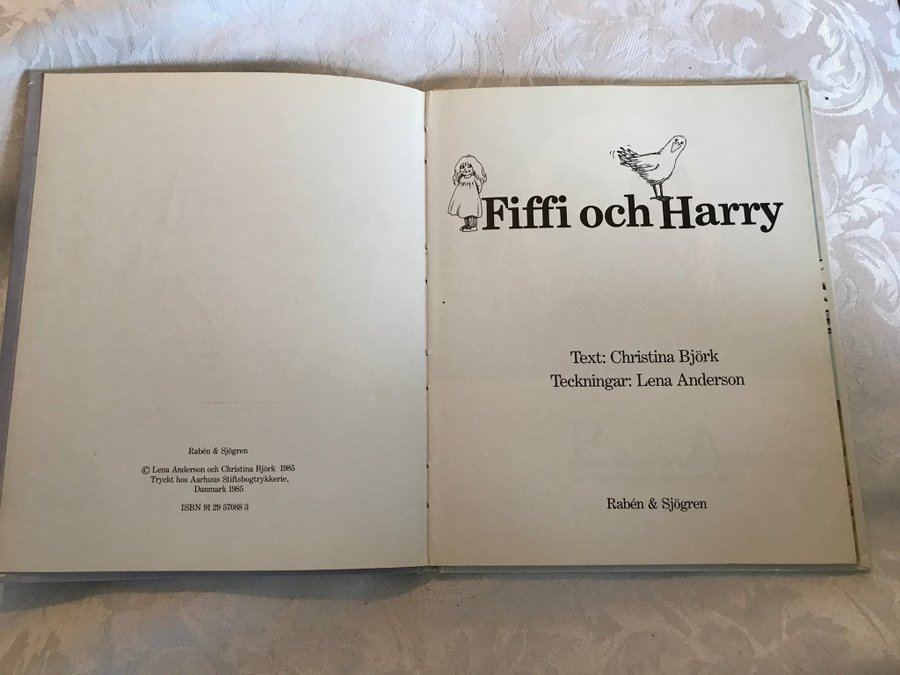 Rabén & Sjögren
© Lena Anderson och Christina Björk 1985
Tryckt hos Aarhuus Stiftsbogtrykkerie,
Danmark 1985
ISBN 91 29 57088 3
Fiffi och Harry
Text: Christina Björk
Teckningar: Lena Anderson
Rabén & Sjögren